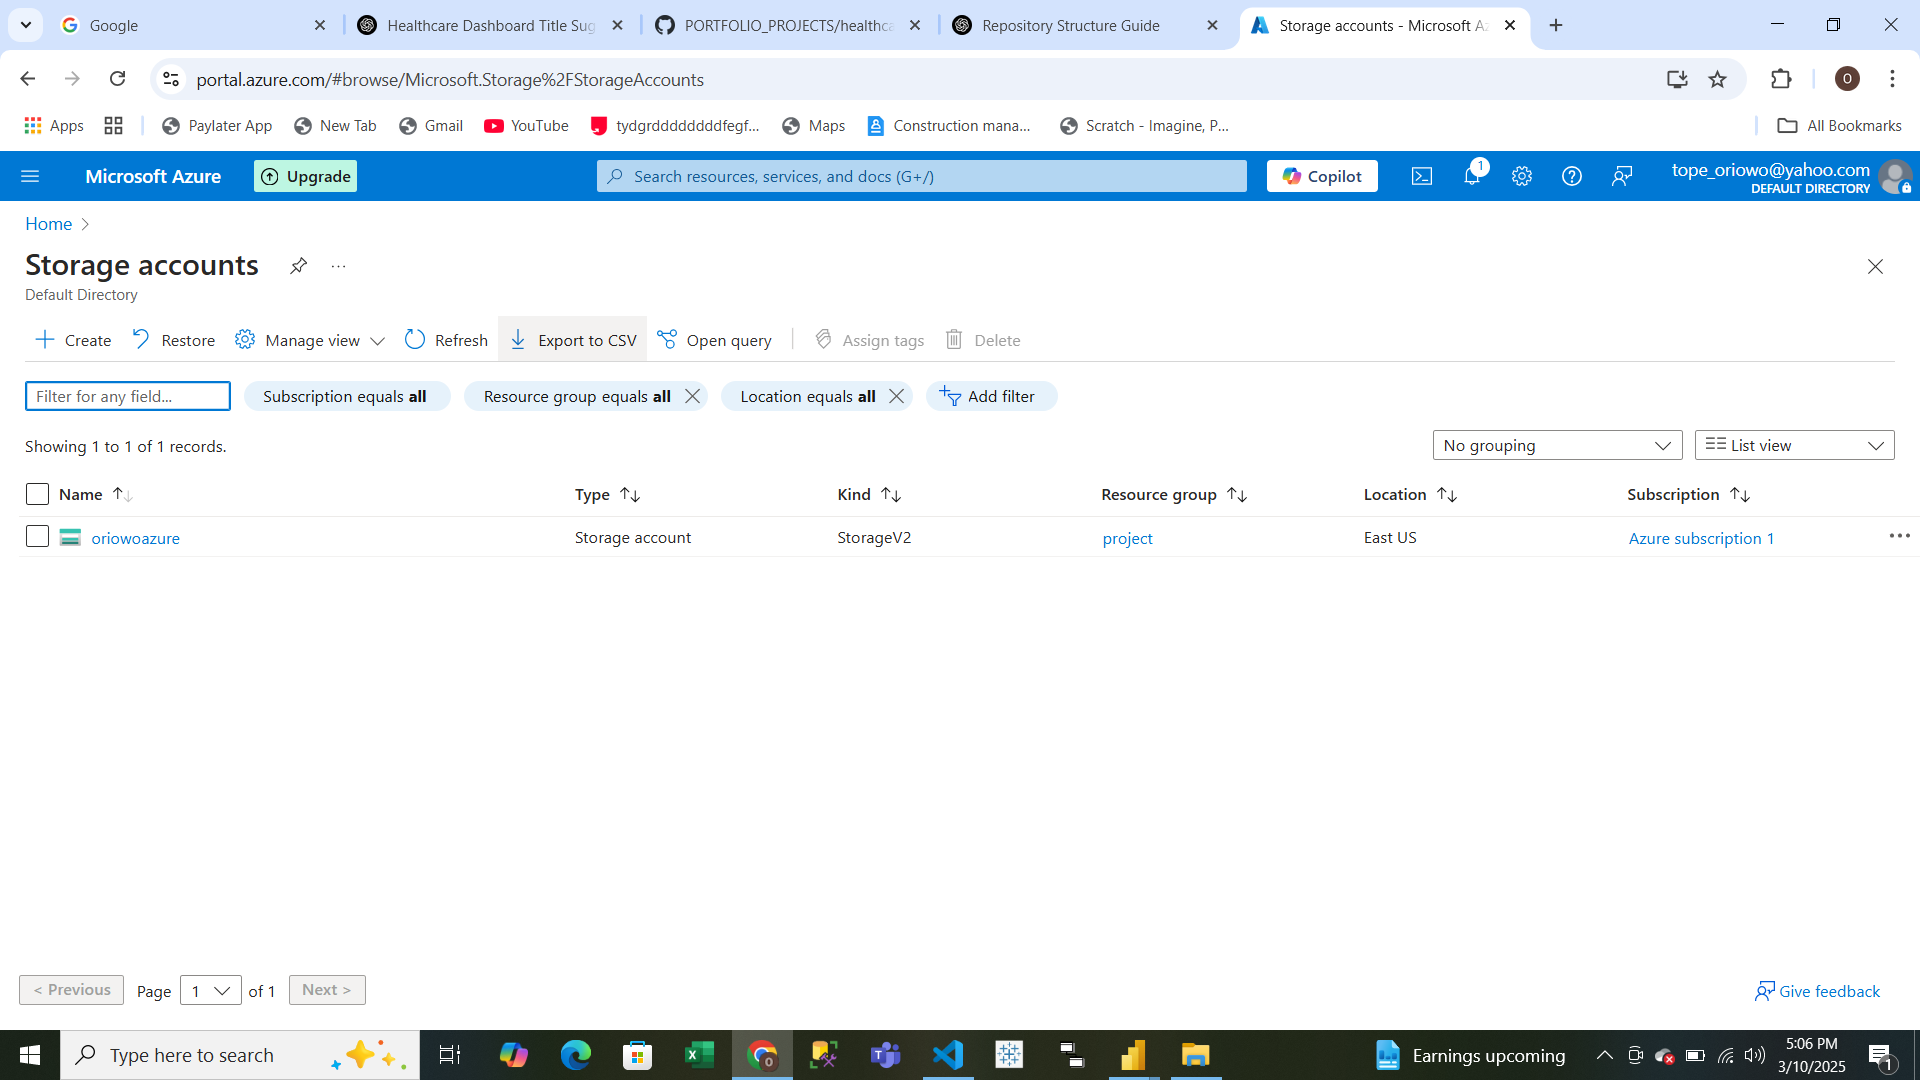 Google
Healthcare Dashboard Title Sug
PORTFOLIO_PROJECTS/healthca
Repository Structure Guide
Storage accounts - Microsoft Az
portal.azure.com/#browse/Microsoft.Storage%2FStorageAccounts
O
Apps
Paylater App
New Tab
Gmail
YouTube
tydgrdddddddfegf...
Maps
Construction mana...
Scratch - Imagine, P...
All Bookmarks
Microsoft Azure
Upgrade
Search resources, services, and docs (G+/)
Copilot
1
tope_oriowo@yahoo.com
DEFAULT DIRECTORY
Home
Storage accounts
Default Directory
Create
Restore
Manage view
Refresh
Export to CSV
Open query
Assign tags
Delete
Filter for any field...
Subscription equals all
Resource group equals all
Location equals all
Add filter
Showing 1 to 1 of 1 records.
No grouping
List view
Name
Type
Kind
Resource group
Location
Subscription
oriowoazure
Storage account
StorageV2
project
East US
Azure subscription 1
< Previous
Page
1
of 1
Next >
Give feedback
Type here to search
Earnings upcoming
5:06 PM
3/10/2025
1